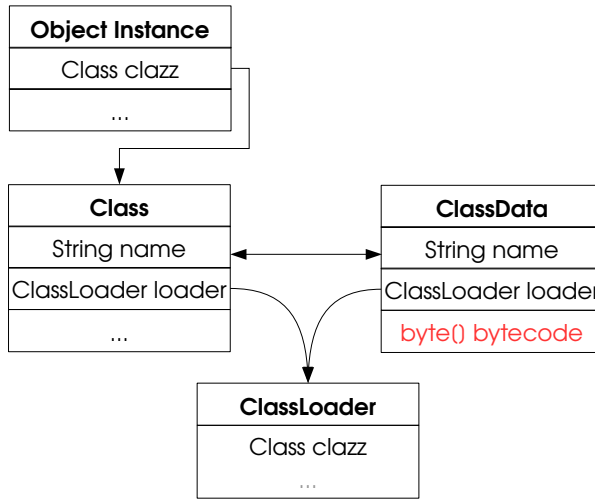 Object Instance
Class clazz
...
Class
String name
ClassLoader loader
...
ClassData
String name
ClassLoader loader
byte() bytecode
ClassLoader
Class clazz
...